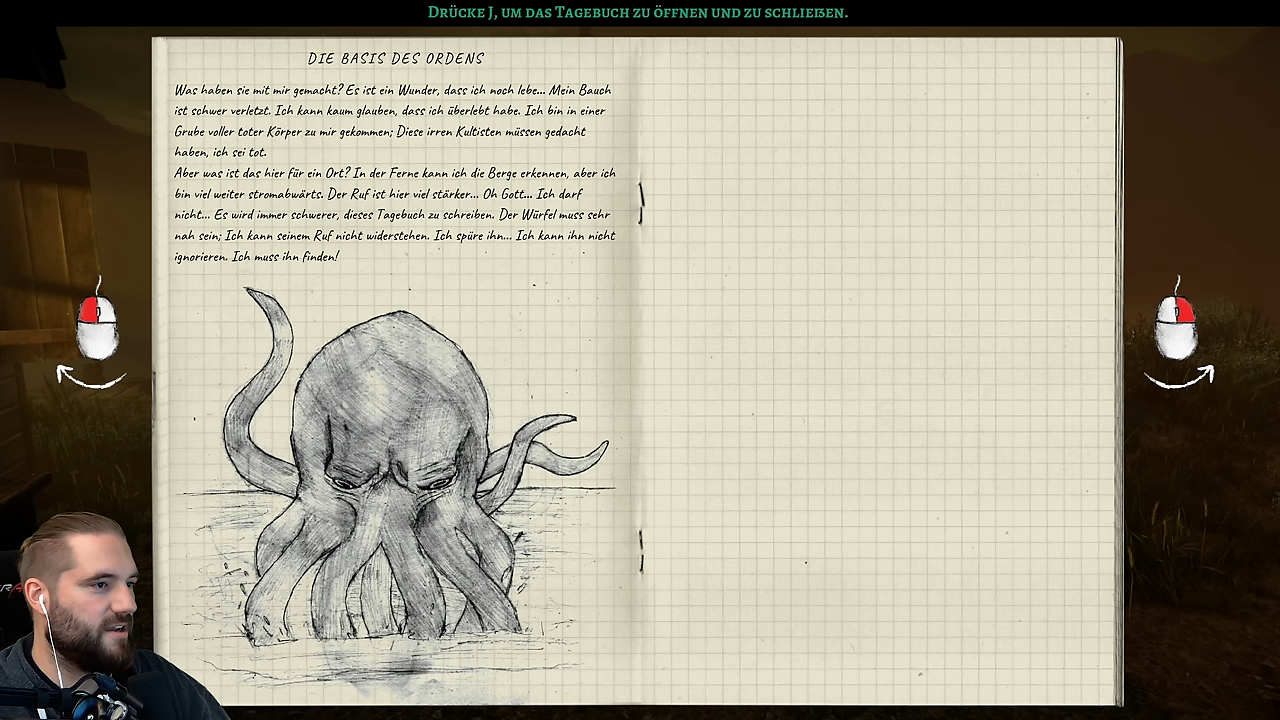 Drücke J, um das Tagebuch zu öffnen und zu schließen.
DIE BASIS DES ORDENS
Was haben sie mit mir gemacht? Es ist ein Wunder, dass ich noch lebe... Mein Bauch
ist schwer verletzt. Ich kann kaum glauben, dass ich überlebt habe. Ich bin in einer
Grube voller toter Körper zu mir gekommen; Diese irren Kultisten müssen gedacht
haben, ich sei tot.
Aber was ist das hier für ein Ort? In der Ferne kann ich die Berge erkennen, aber ich
bin viel weiter stromabwärts. Der Ruf ist hier viel stärker... Oh Gott... Ich darf
nicht... Es wird immer schwerer, dieses Tagebuch zu schreiben. Der Würfel muss sehr
nah sein; Ich kann seinem Ruf nicht widerstehen. Ich spüre ihn... Ich kann ihn nicht
ignorieren. Ich muss ihn finden!